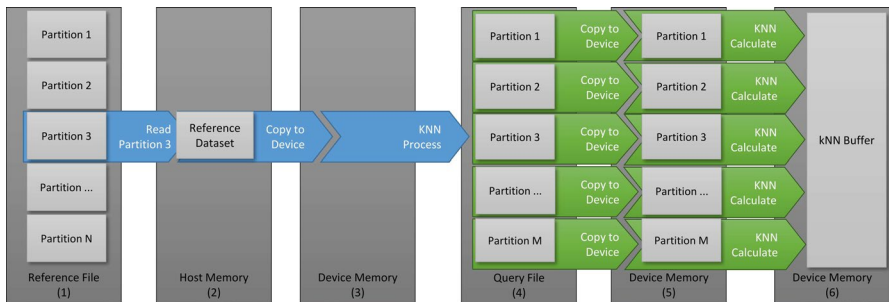 Partition 1
Partition 2
Partition 3
Partition ...
Partition N
Reference File
(1)
Read
Partition 3
Reference
Dataset
Host Memory
(2)
Copy to
Device
Device Memory
(3)
KNN
Process
Partition 1
Copy to
Device
Partition 1
KNN
Calculate
Partition 2
Copy to
Device
Partition 2
KNN
Calculate
Partition 3
Copy to
Device
Partition 3
KNN
Calculate
Partition ...
Copy to
Device
Partition ...
KNN
Calculate
Partition M
Copy to
Device
Partition M
KNN
Calculate
Query File
(4)
Device Memory
(5)
kNN Buffer
Device Memory
(6)